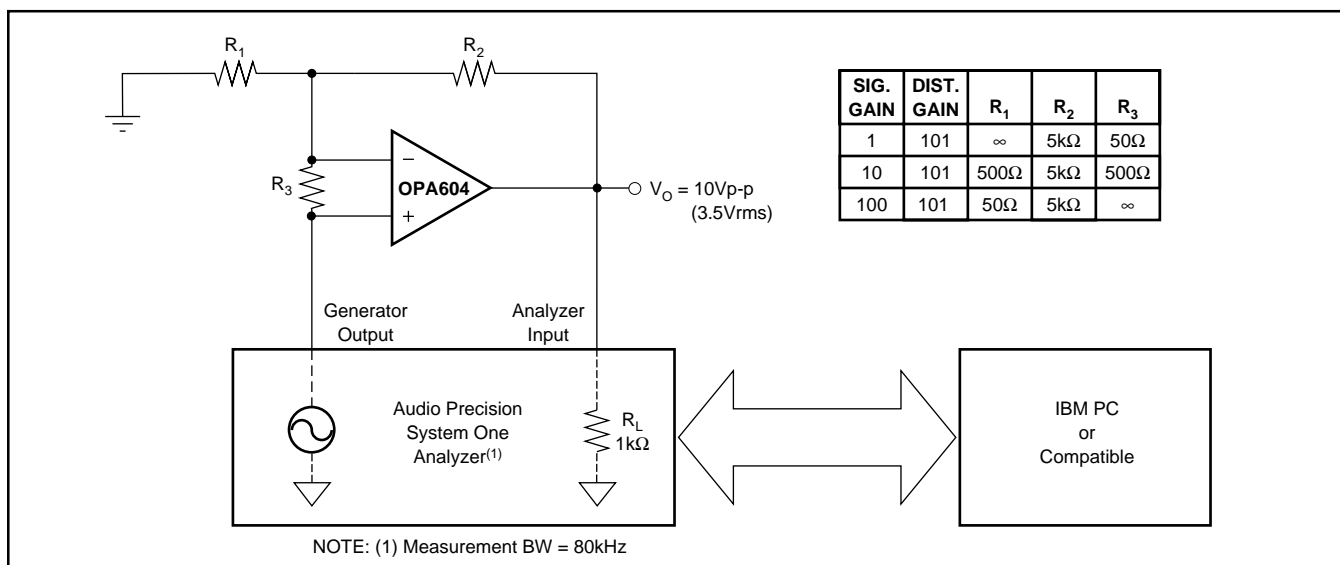 R1
R2
R3
−
+
OPA604
VO = 10Vp-p
(3.5Vrms)
SIG. GAIN DIST. GAIN R1 R2 R3
1 101 ∞ 5kΩ 50Ω
10 101 500Ω 5kΩ 500Ω
100 101 50Ω 5kΩ ∞
Generator
Output
Analyzer
Input
Audio Precision
System One
Analyzer(1)
RL
1kΩ
IBM PC
or
Compatible
NOTE: (1) Measurement BW = 80kHz